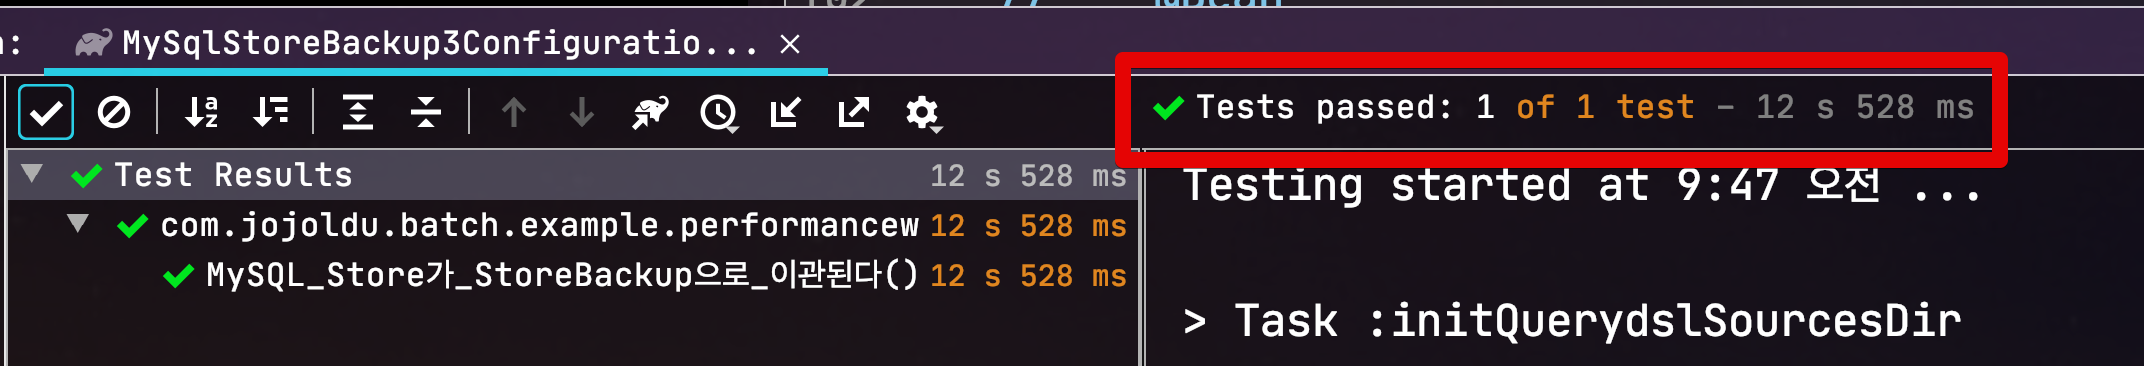 MySqlStoreBackup3Configuratio...
Tests passed: 1 of 1 test – 12 s 528 ms
Test Results 12 s 528 ms
com.jojoldu.batch.example.performancew 12 s 528 ms
MySQL_Store가_StoreBackup으로_이관된다() 12 s 528 ms
Testing started at 9:47 오전 ...
> Task :initQuerydslSourcesDir